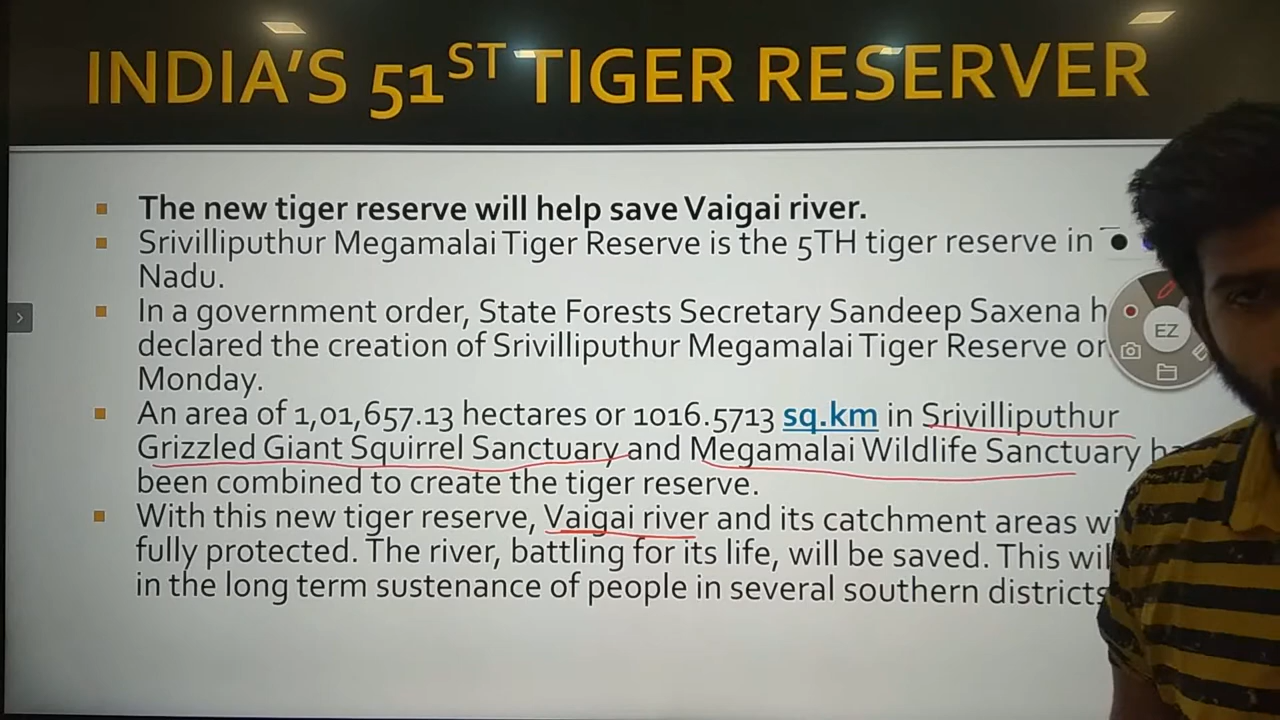 INDIA'S 51ST TIGER RESERVER
The new tiger reserve will help save Vaigai river.
Srivilliputhur Megamalai Tiger Reserve is the 5TH tiger reserve in
Nadu.
In a government order, State Forests Secretary Sandeep Saxena
declared the creation of Srivilliputhur Megamalai Tiger Reserve on
Monday.
An area of 1,01,657.13 hectares or 1016.5713 sq.km in Srivilliputhur
Grizzled Giant Squirrel Sanctuary and Megamalai Wildlife Sanctuary
been combined to create the tiger reserve.
With this new tiger reserve, Vaigai river and its catchment areas
fully protected. The river, battling for its life, will be saved. This
in the long term sustenance of people in several southern districts
EZ